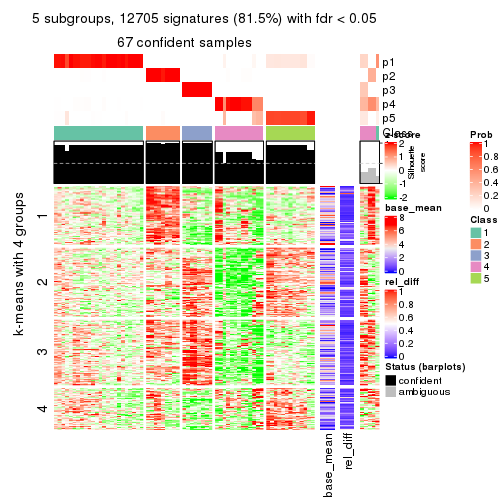 5 subgroups, 12705 signatures (81.5%) with fdr < 0.05
67 confident samples
p1
p2
p3
p4
p5
Class
Silhouette
score
1
2
3
4
k-means with 4 groups
base_mean
rel_diff
z-score
2
1
0
-1
-2
base_mean
8
6
4
2
0
rel_diff
1
0.8
0.6
0.4
0.2
0
Status (barplots)
confident
ambiguous
Prob
1
0.8
0.6
0.4
0.2
0
Class
1
2
3
4
5